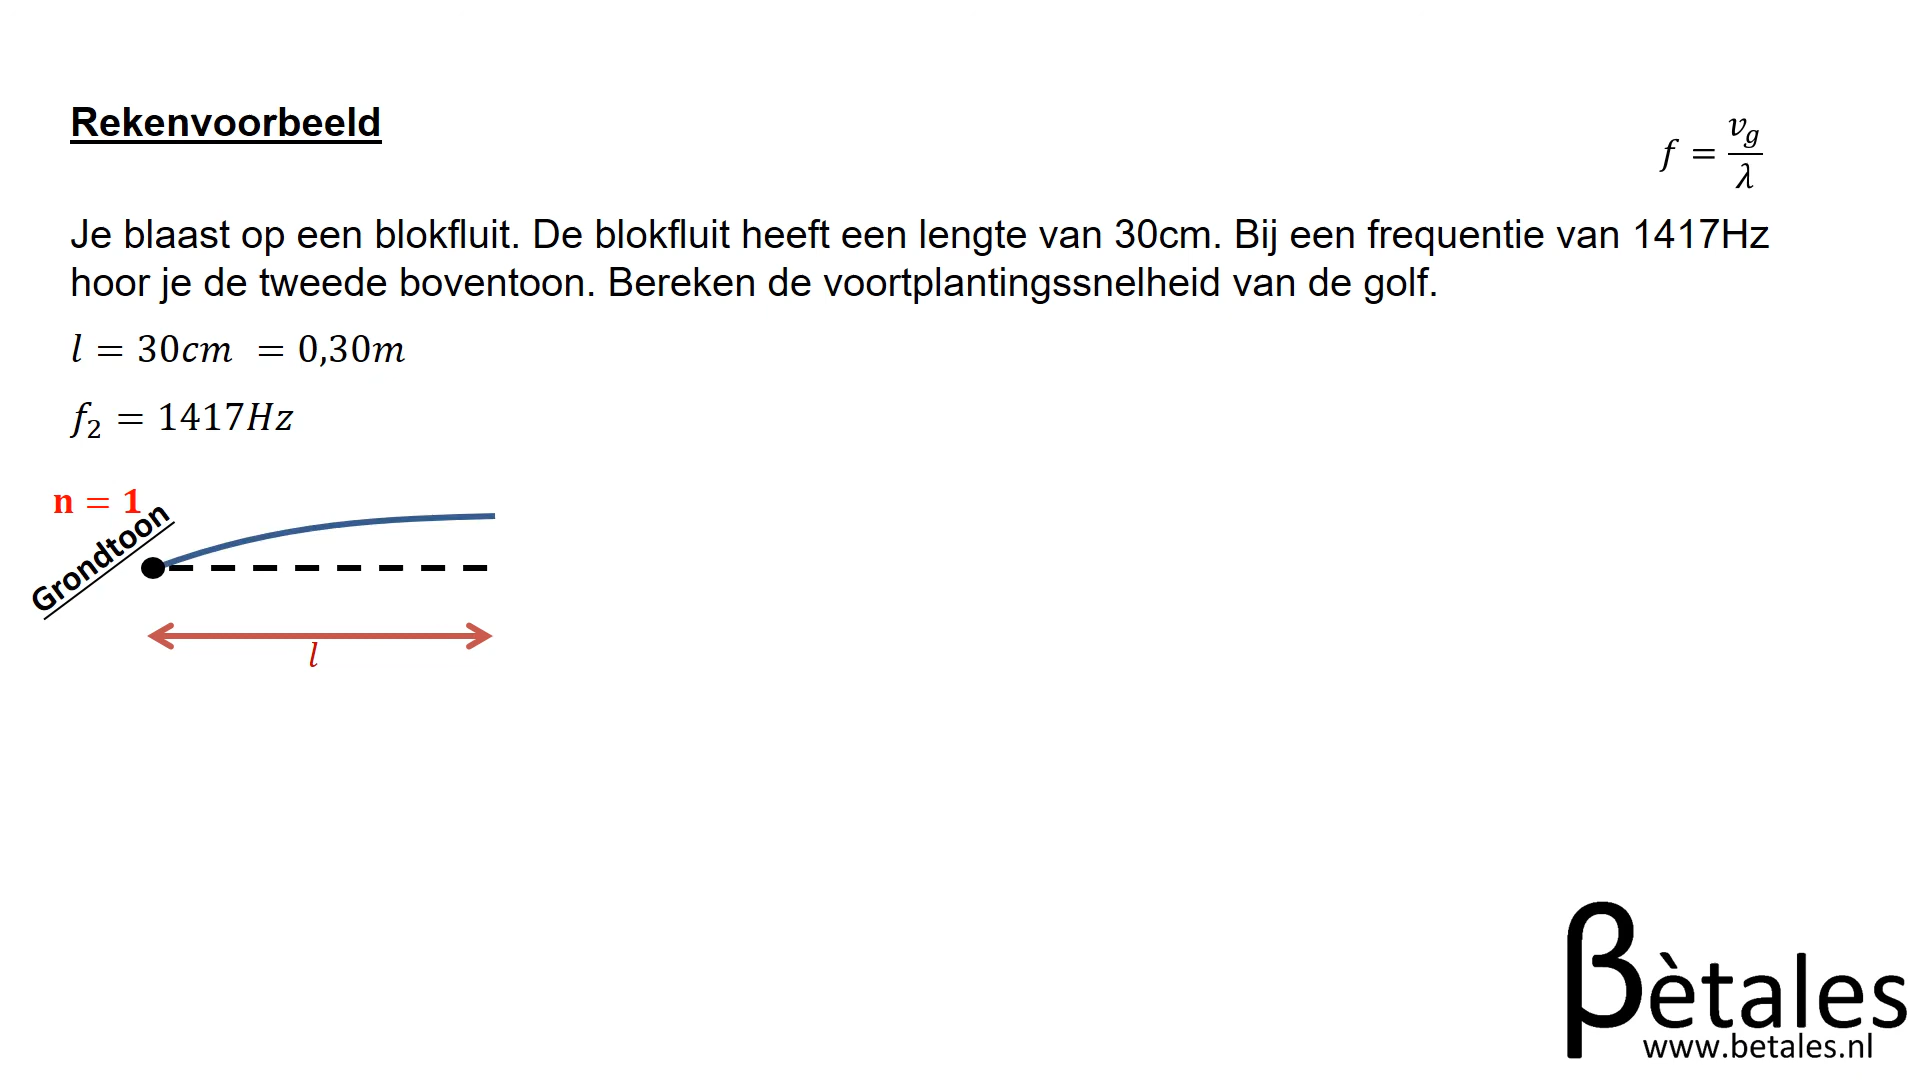 Rekenvoorbeeld
f = v_g / λ
Je blaast op een blokfluit. De blokfluit heeft een lengte van 30cm. Bij een frequentie van 1417Hz
hoor je de tweede boventoon. Bereken de voortplantingssnelheid van de golf.
l = 30cm = 0,30m
f₂ = 1417Hz
n = 1
Grondtoon
l
βètales
www.betales.nl